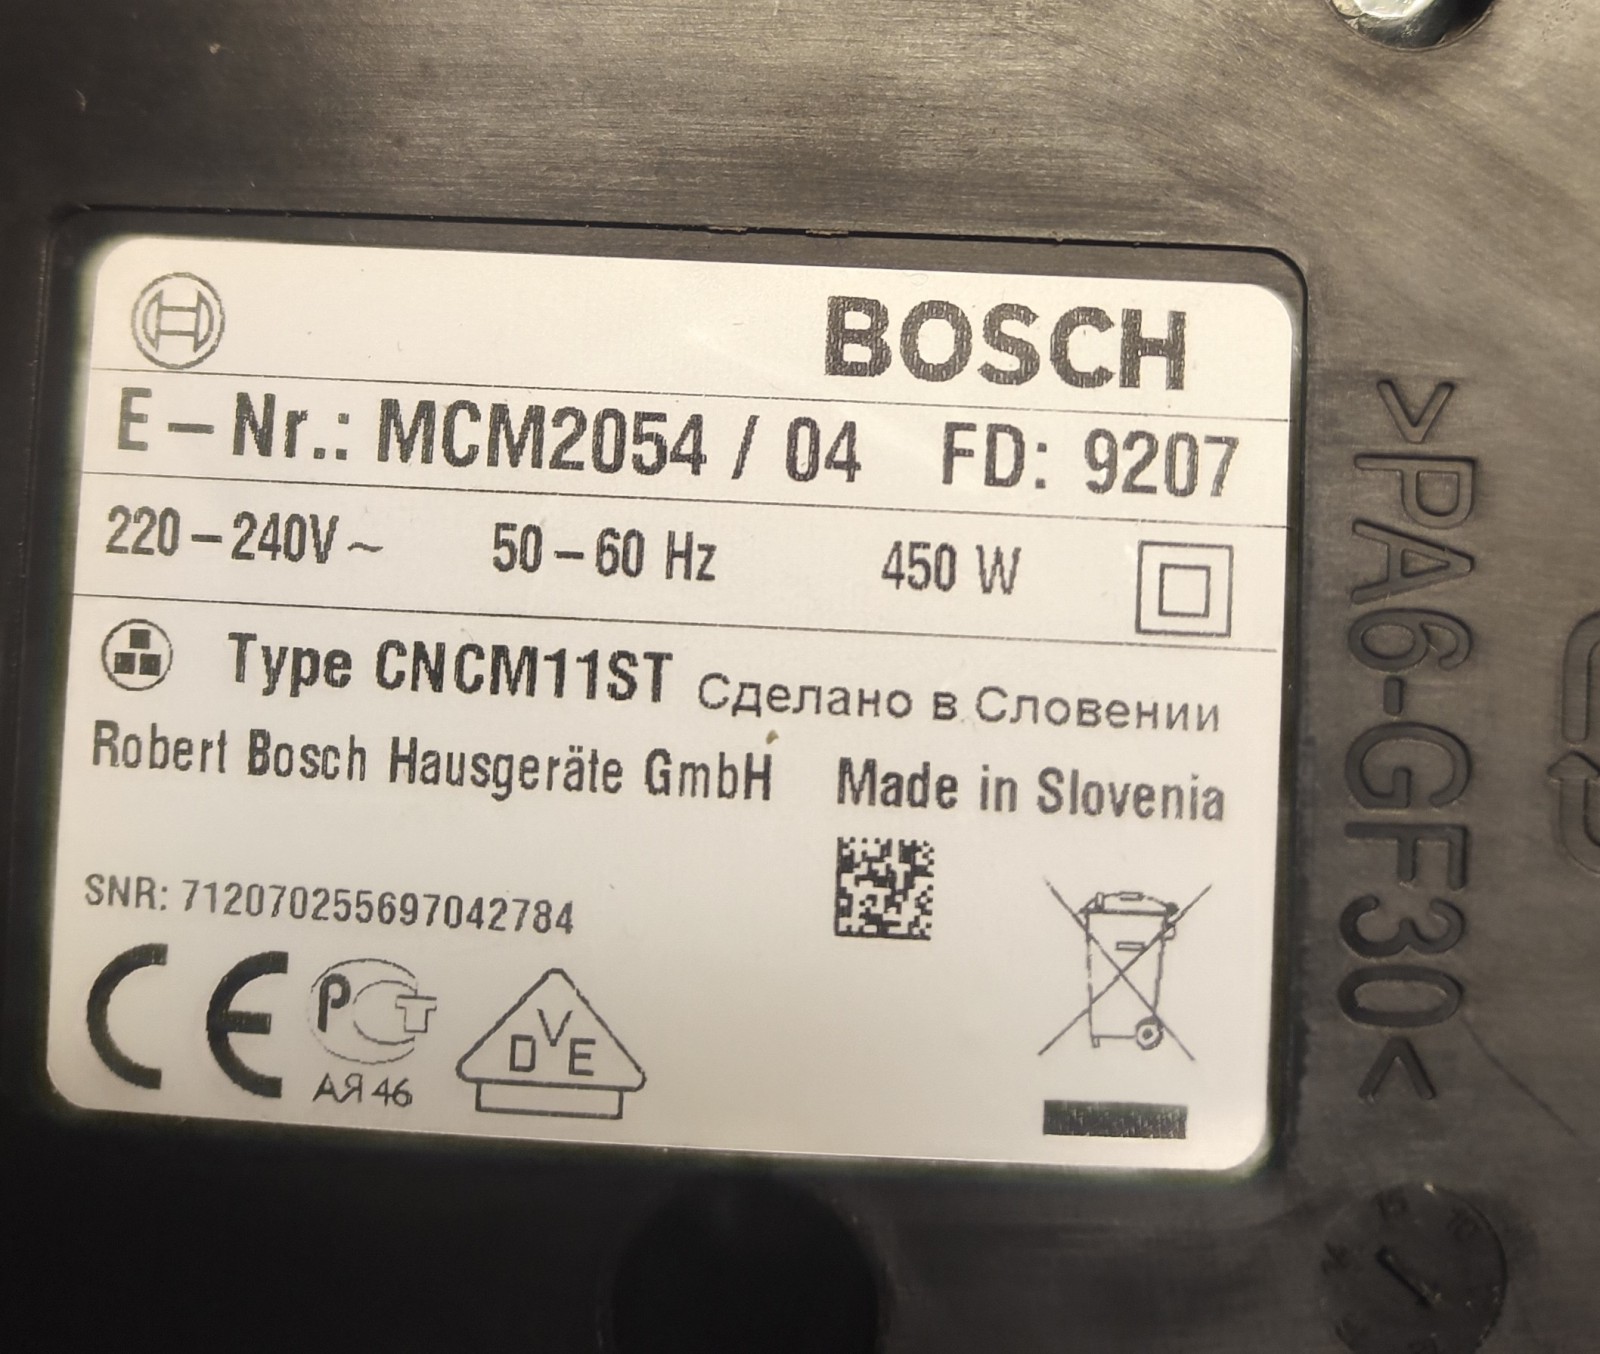 BOSCH
E-Nr.: MCM2054 / 04 FD: 9207
220-240V~ 50-60 Hz 450 W
Type CNCM11ST Сделано в Словении
Robert Bosch Hausgeräte GmbH Made in Slovenia
SNR: 712070255697042784
CE PCT DVE
АЯ46
>PA6-GF30<